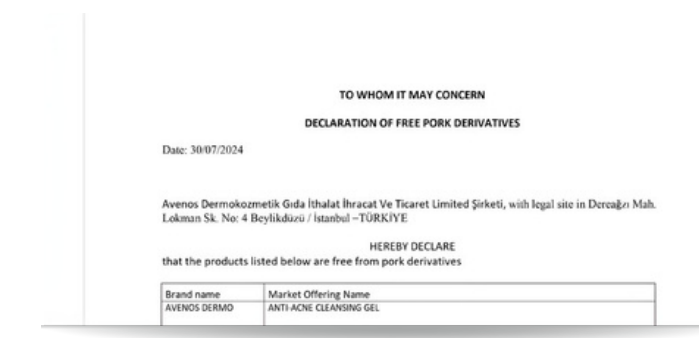 TO WHOM IT MAY CONCERN
DECLARATION OF FREE PORK DERIVATIVES
Date: 30/07/2024
Avenos Dermokozmetik Gıda İthalat İhracat Ve Ticaret Limited Şirketi, with legal site in Dereağzı Mah.
Lokman Sk. No: 4 Beylikdüzü / İstanbul –TÜRKİYE
HEREBY DECLARE
that the products listed below are free from pork derivatives
Brand name Market Offering Name
AVENOS DERMO ANTI-ACNE CLEANSING GEL